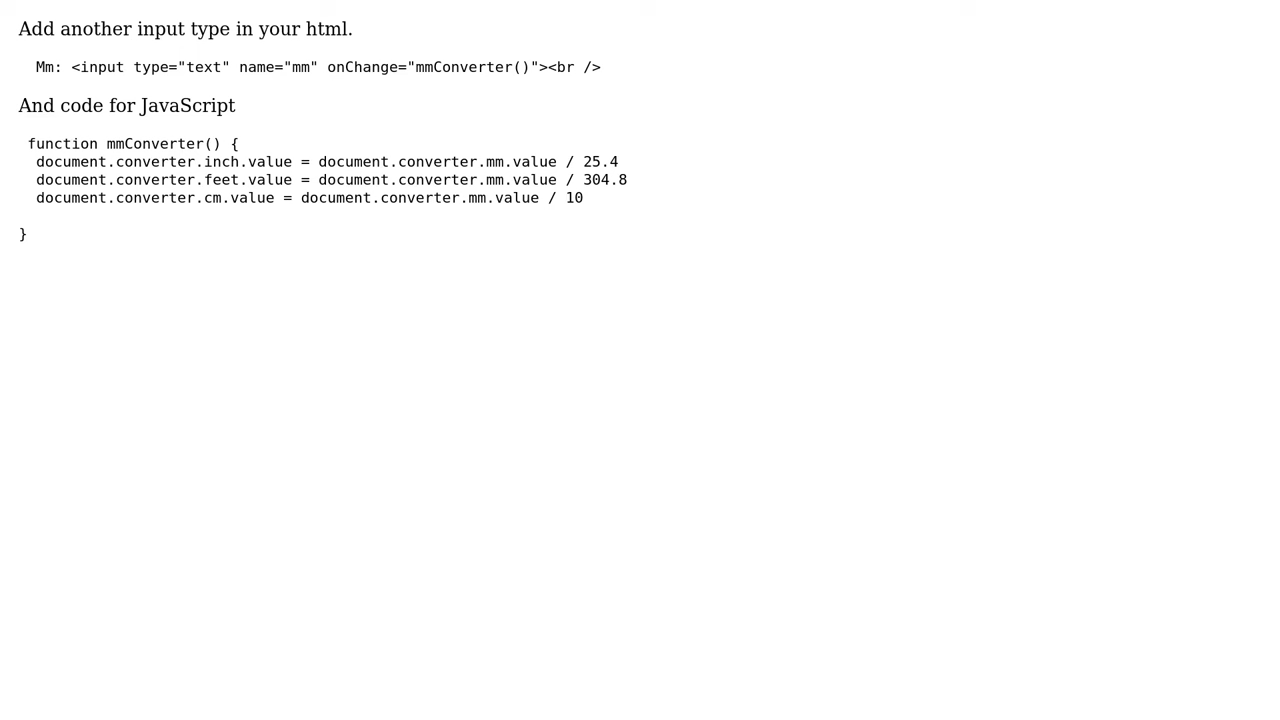 Add another input type in your html.
Mm: <input type="text" name="mm" onChange="mmConverter()"><br />
And code for JavaScript
function mmConverter() {
document.converter.inch.value = document.converter.mm.value / 25.4
document.converter.feet.value = document.converter.mm.value / 304.8
document.converter.cm.value = document.converter.mm.value / 10
}